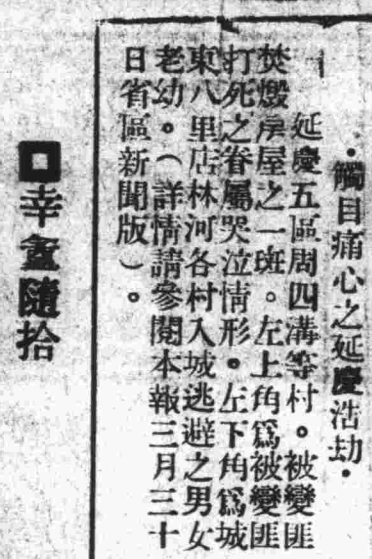 ·觸目痛心之延慶浩劫·
延慶五區周四溝等村。被變匪
焚燬房屋之一斑。左上角爲被變匪
打死之眷屬哭泣情形。左下角爲城
東八里店林河各村入城逃避之男女
老幼。（詳情請參閱本報三月三十
日省區新聞版）。
□幸盦隨拾